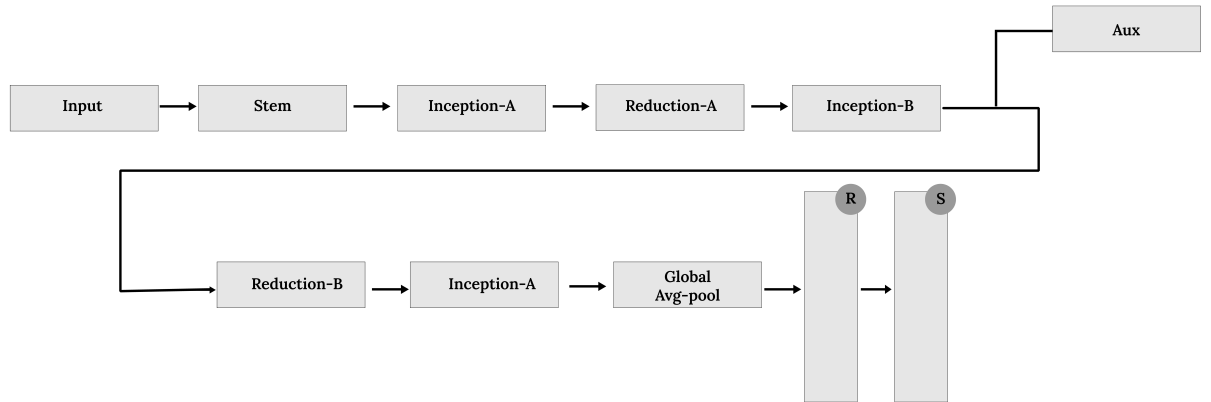 Aux
Input
Stem
Inception-A
Reduction-A
Inception-B
R
S
Reduction-B
Inception-A
Global
Avg-pool